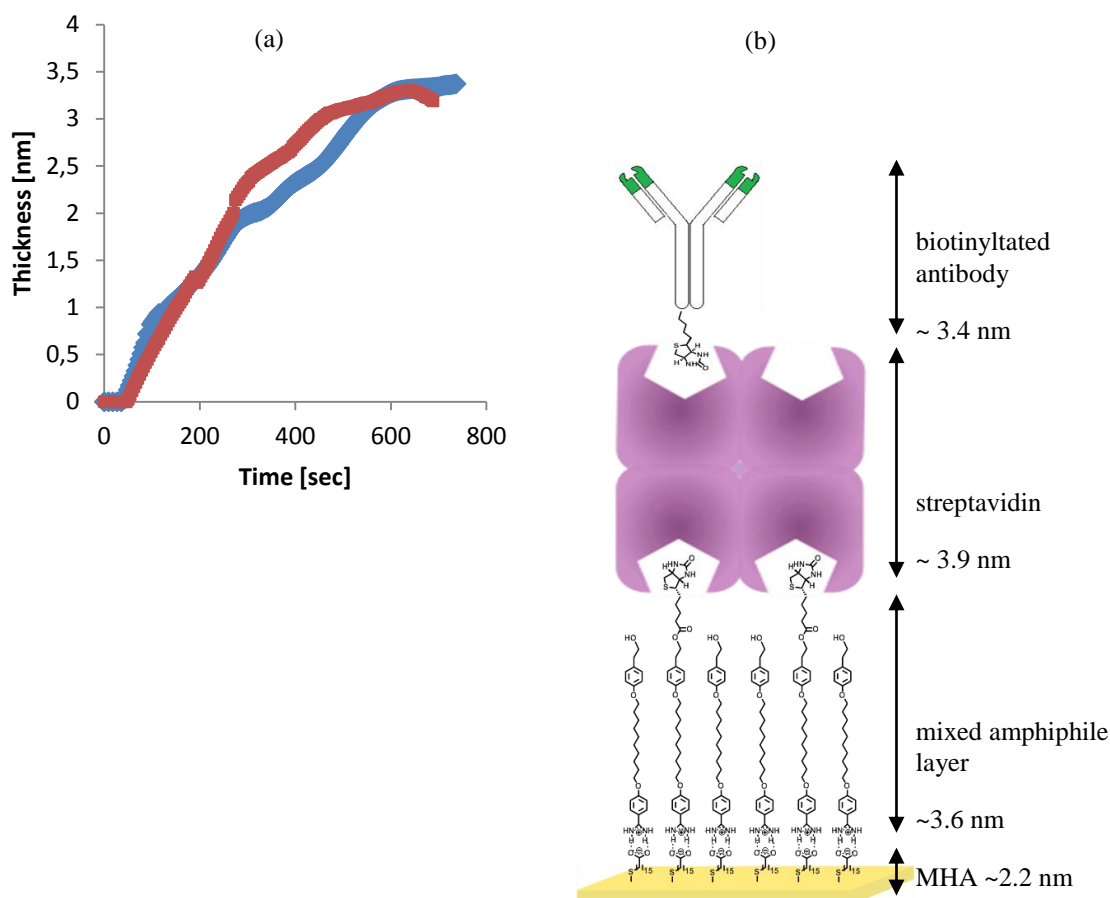 (a)
4
3,5
3
2,5
2
1,5
1
0,5
0
0 200 400 600 800
Thickness [nm]
Time [sec]
(b)
biotinyltated
antibody
~ 3.4 nm
streptavidin
~ 3.9 nm
mixed amphiphile
layer
~3.6 nm
MHA ~2.2 nm